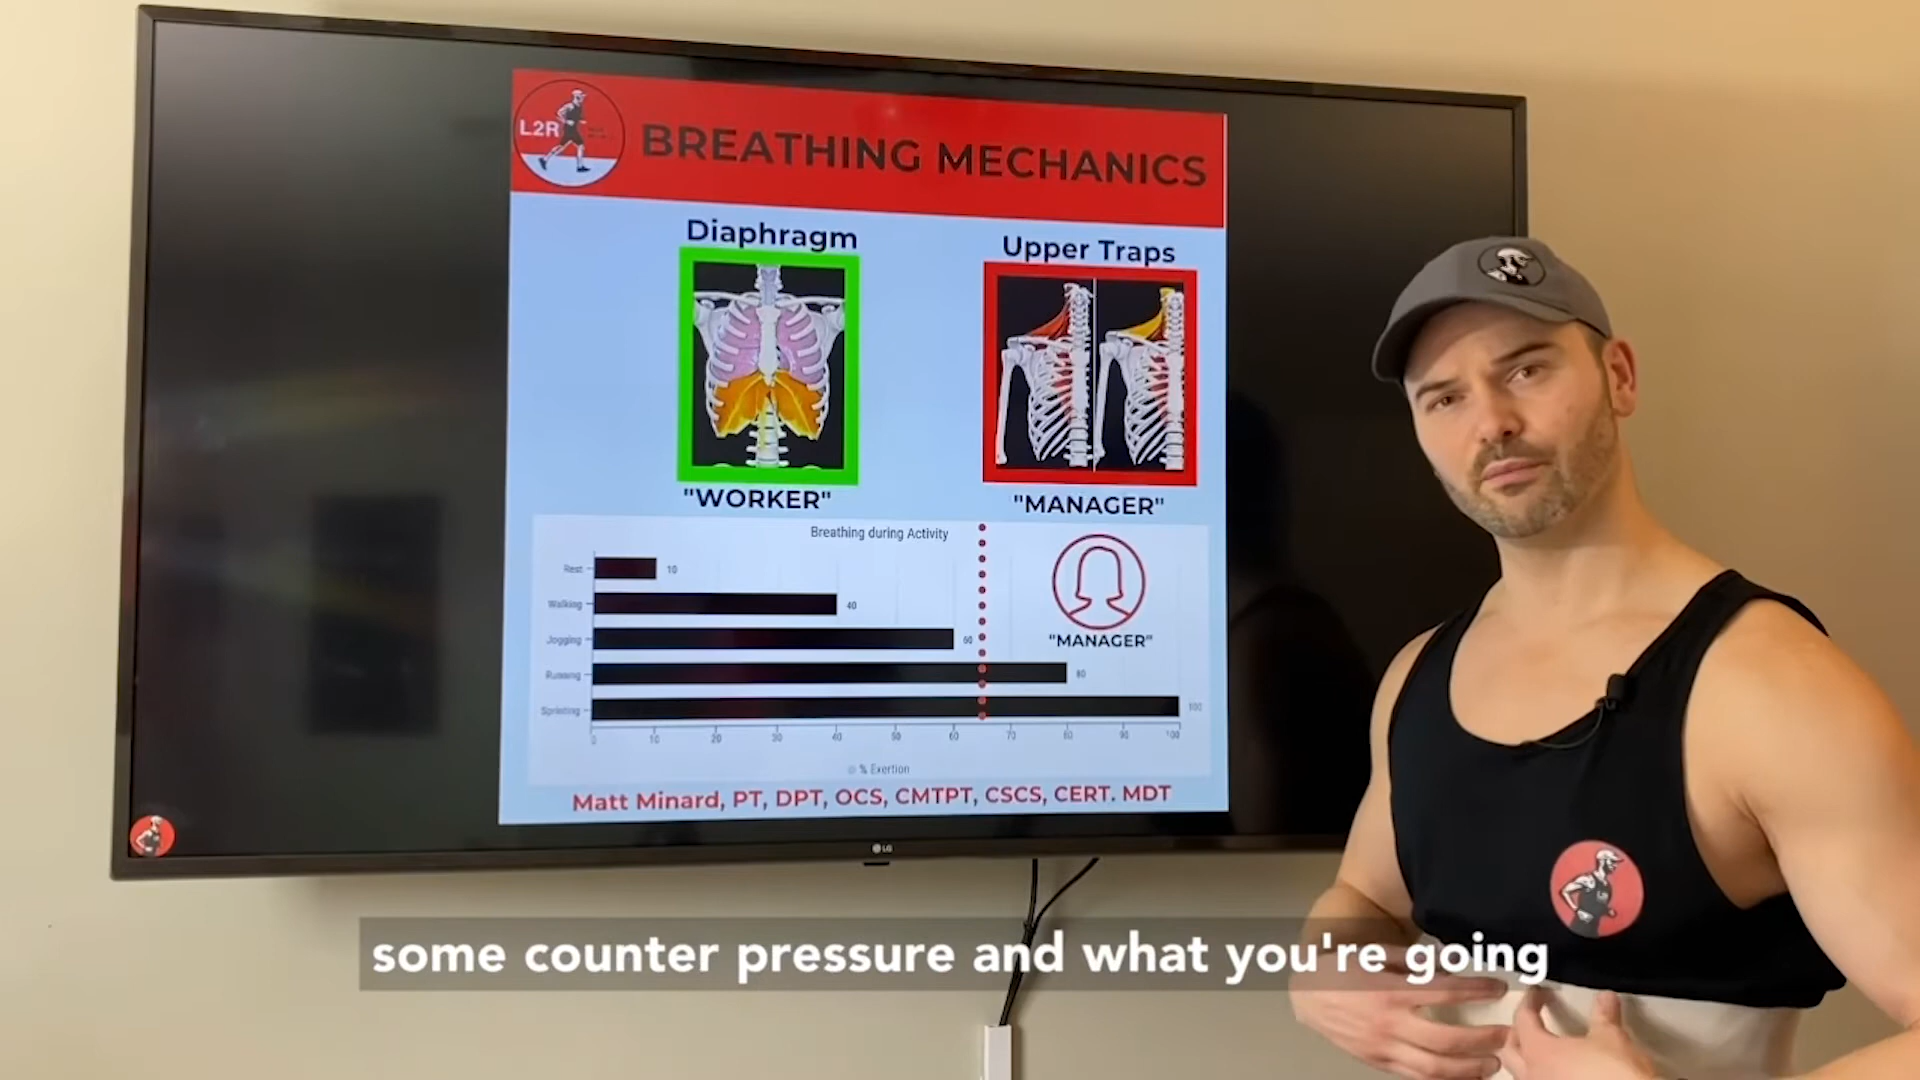 L2R
BREATHING MECHANICS
Diaphragm
Upper Traps
"WORKER"
"MANAGER"
Breathing during Activity
Rest
10
Walking
40
Jogging
60
"MANAGER"
Running
80
Sprinting
100
0 10 20 30 40 50 60 70 80 90 100
% Exertion
Matt Minard, PT, DPT, OCS, CMTPT, CSCS, CERT. MDT
LG
some counter pressure and what you're going